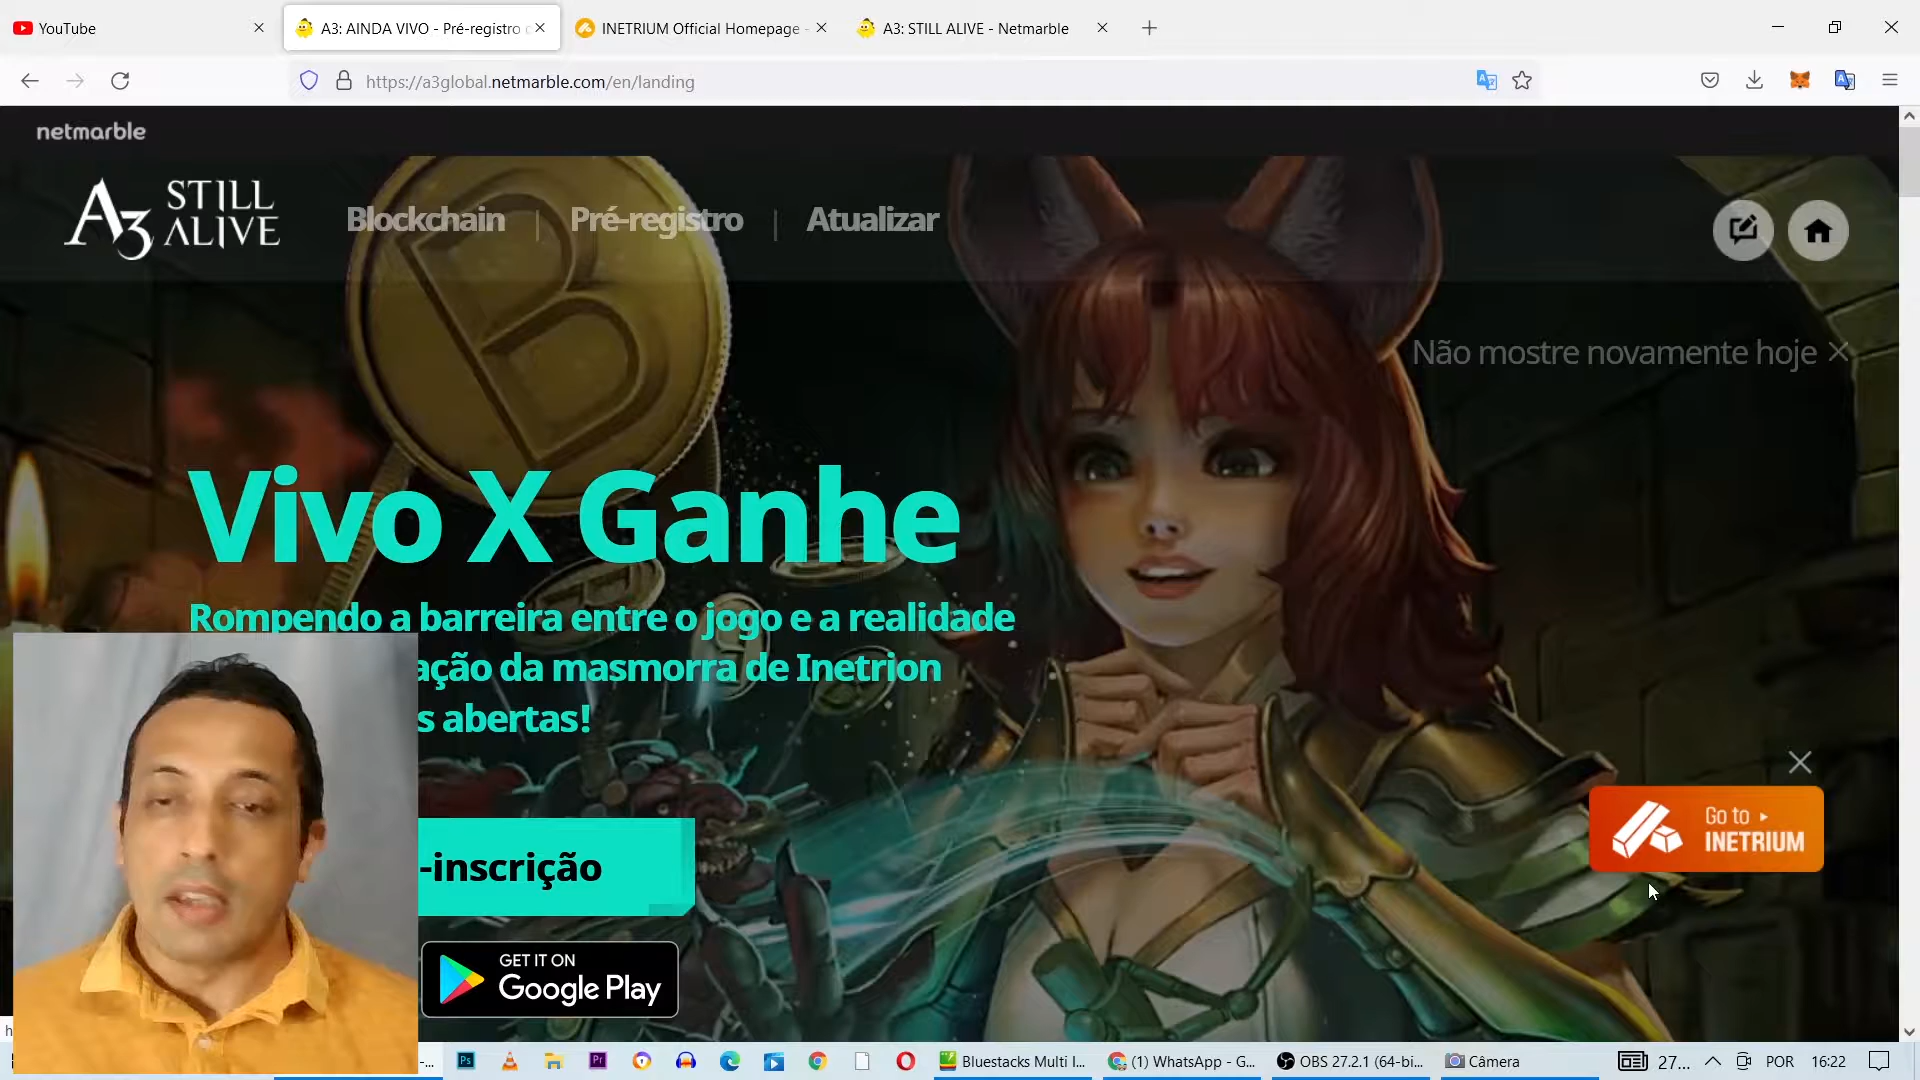 YouTube
A3: AINDA VIVO - Pré-registro
INETRIUM Official Homepage -
A3: STILL ALIVE - Netmarble
https://a3global.netmarble.com/en/landing
netmarble
A3 STILL ALIVE
Blockchain | Pré-registro | Atualizar
Não mostre novamente hoje
B
Vivo X Ganhe
Rompendo a barreira entre o jogo e a realidade
ação da masmorra de Inetrion
s abertas!
-inscrição
GET IT ON
Google Play
Go to
INETRIUM
Bluestacks Multi I...
(1) WhatsApp - G...
OBS 27.2.1 (64-bi...
Câmera
27...
POR
16:22